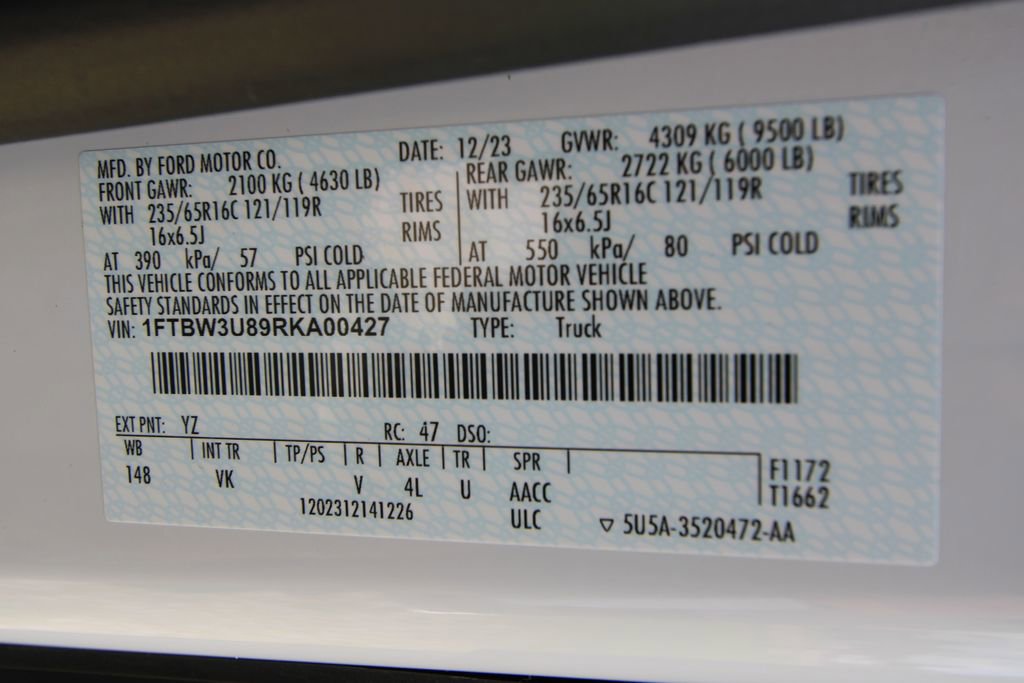 MFD. BY FORD MOTOR CO. DATE: 12/23 GVWR: 4309 KG ( 9500 LB)
FRONT GAWR: 2100 KG ( 4630 LB) REAR GAWR: 2722 KG ( 6000 LB)
WITH 235/65R16C 121/119R TIRES WITH 235/65R16C 121/119R TIRES
16x6.5J RIMS 16x6.5J RIMS
AT 390 kPa/ 57 PSI COLD AT 550 kPa/ 80 PSI COLD
THIS VEHICLE CONFORMS TO ALL APPLICABLE FEDERAL MOTOR VEHICLE
SAFETY STANDARDS IN EFFECT ON THE DATE OF MANUFACTURE SHOWN ABOVE.
VIN: 1FTBW3U89RKA00427 TYPE: Truck
EXT PNT: YZ RC: 47 DSO:
WB INT TR TP/PS R AXLE TR SPR F1172
148 VK V 4L U AACC T1662
1202312141226 ULC ▽ 5U5A-3520472-AA